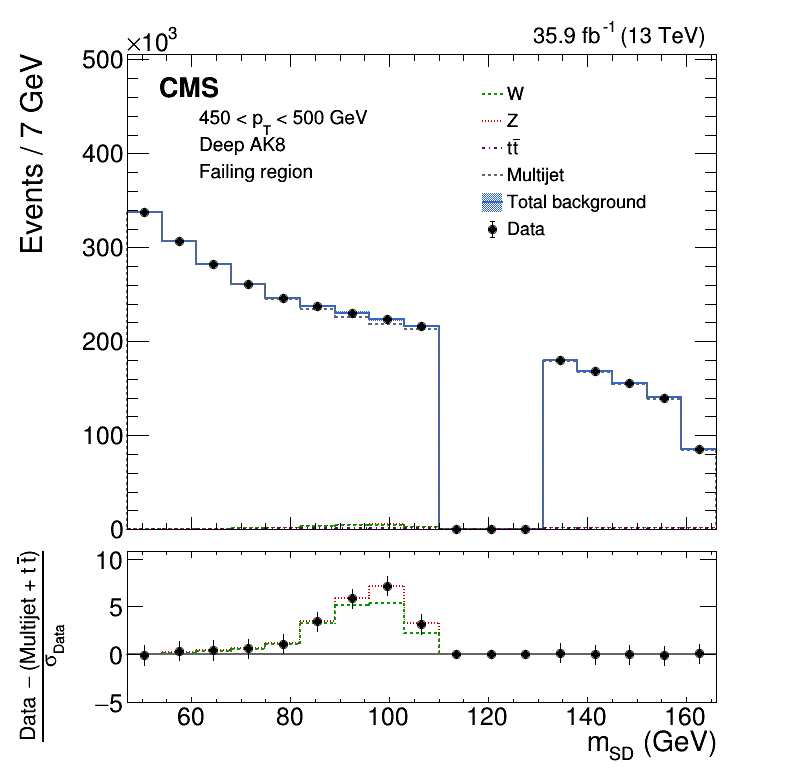 ×10³
35.9 fb⁻¹ (13 TeV)
500
CMS
W
450 < p_T < 500 GeV
Z
Deep AK8
tt̄
Failing region
Multijet
Total background
Data
Events / 7 GeV
400
300
200
100
0
10
5
0
−5
Data − (Multijet + tt̄)
σ_Data
60 80 100 120 140 160
m_SD (GeV)